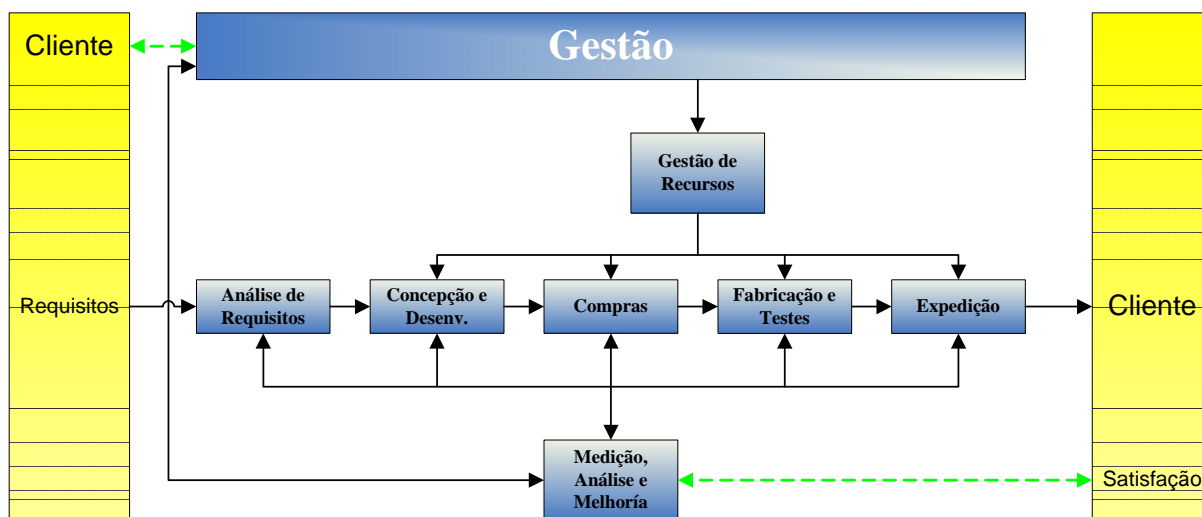 Cliente
Gestão
Gestão de
Recursos
Requisitos
Análise de
Requisitos
Concepção e
Desenv.
Compras
Fabricação e
Testes
Expedição
Cliente
Medição,
Análise e
Melhoría
Satisfação